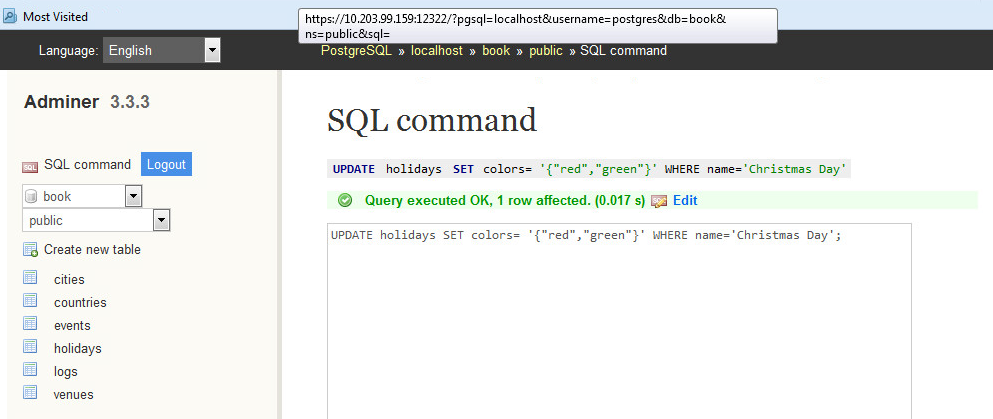 Most Visited
https://10.203.99.159:12322/?pgsql=localhost&username=postgres&db=book&
ns=public&sql=
Language: English
PostgreSQL » localhost » book » public » SQL command
Adminer 3.3.3
SQL command
SQL SQL command Logout
UPDATE holidays SET colors= '{"red","green"}' WHERE name='Christmas Day'
book
Query executed OK, 1 row affected. (0.017 s) Edit
public
UPDATE holidays SET colors= '{"red","green"}' WHERE name='Christmas Day';
Create new table
cities
countries
events
holidays
logs
venues